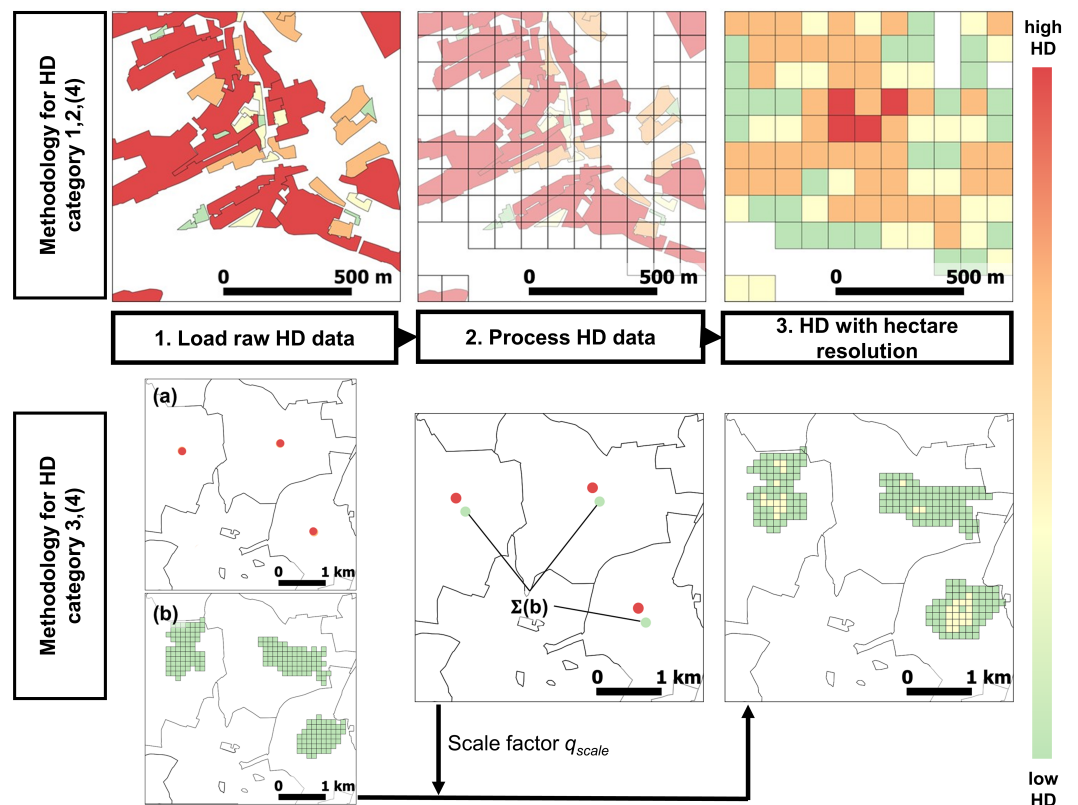 Methodology for HD
category 1,2,(4)
0 500 m
0 500 m
0 500 m
high
HD
1. Load raw HD data
2. Process HD data
3. HD with hectare
resolution
Methodology for HD
category 3,(4)
(a)
0 1 km
(b)
0 1 km
Σ(b)
0 1 km
0 1 km
Scale factor qscale
low
HD